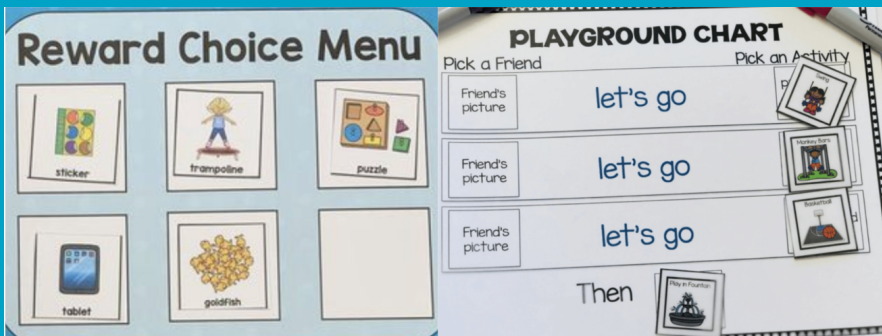 Reward Choice Menu
sticker
trampoline
puzzle
tablet
goldfish
PLAYGROUND CHART
Pick a Friend
Pick an Activity
Friend's
picture
let's go
Swing
Friend's
picture
let's go
Monkey Bars
Friend's
picture
let's go
Basketball
Then
Play in Fountain